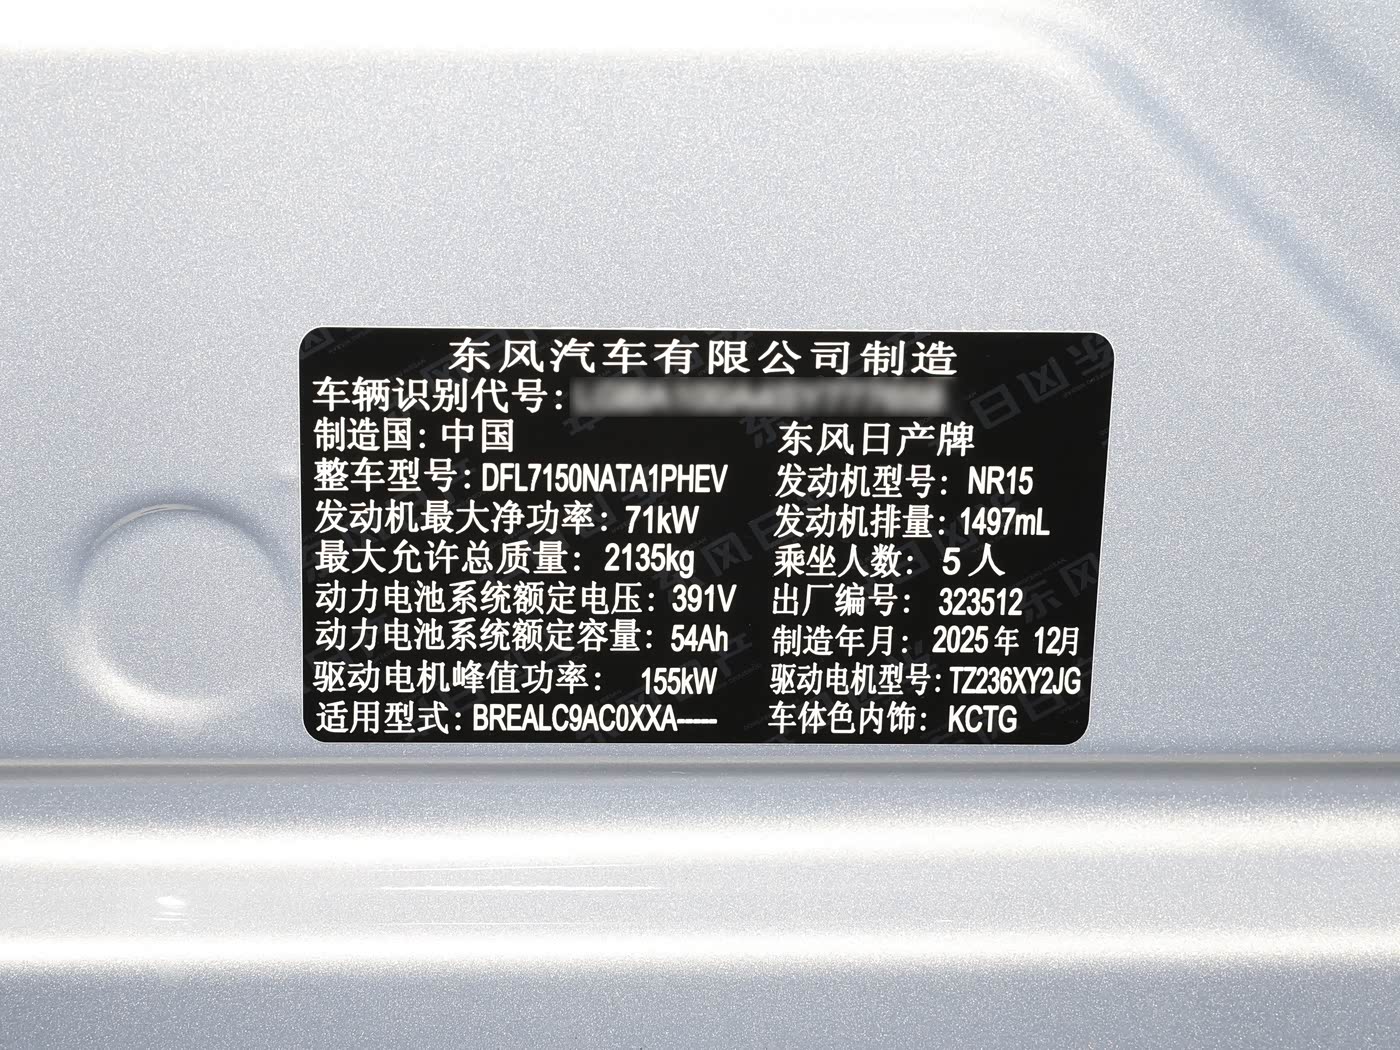 东风汽车有限公司制造
车辆识别代号：
制造国：中国 东风日产牌
整车型号：DFL7150NATA1PHEV 发动机型号：NR15
发动机最大净功率：71kW 发动机排量：1497mL
最大允许总质量：2135kg 乘坐人数：5人
动力电池系统额定电压：391V 出厂编号：323512
动力电池系统额定容量：54Ah 制造年月：2025年 12月
驱动电机峰值功率：155kW 驱动电机型号：TZ236XY2JG
适用型式：BREALC9AC0XXA----- 车体色内饰：KCTG